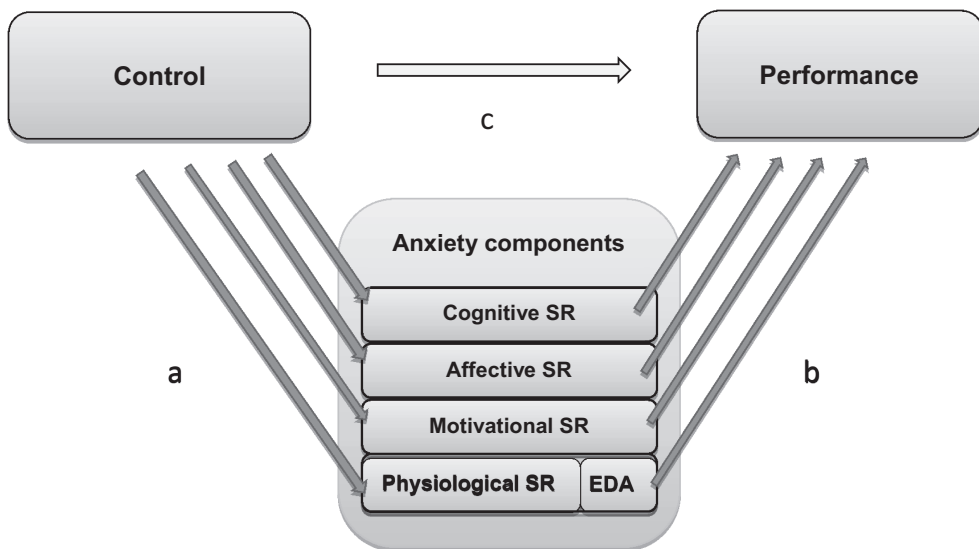 Control
Performance
c
Anxiety components
Cognitive SR
Affective SR
a
b
Motivational SR
Physiological SR
EDA